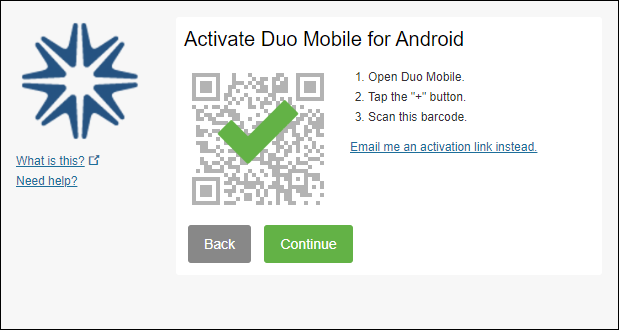 Activate Duo Mobile for Android
What is this?
Need help?
1. Open Duo Mobile.
2. Tap the "+" button.
3. Scan this barcode.
Email me an activation link instead.
Back
Continue